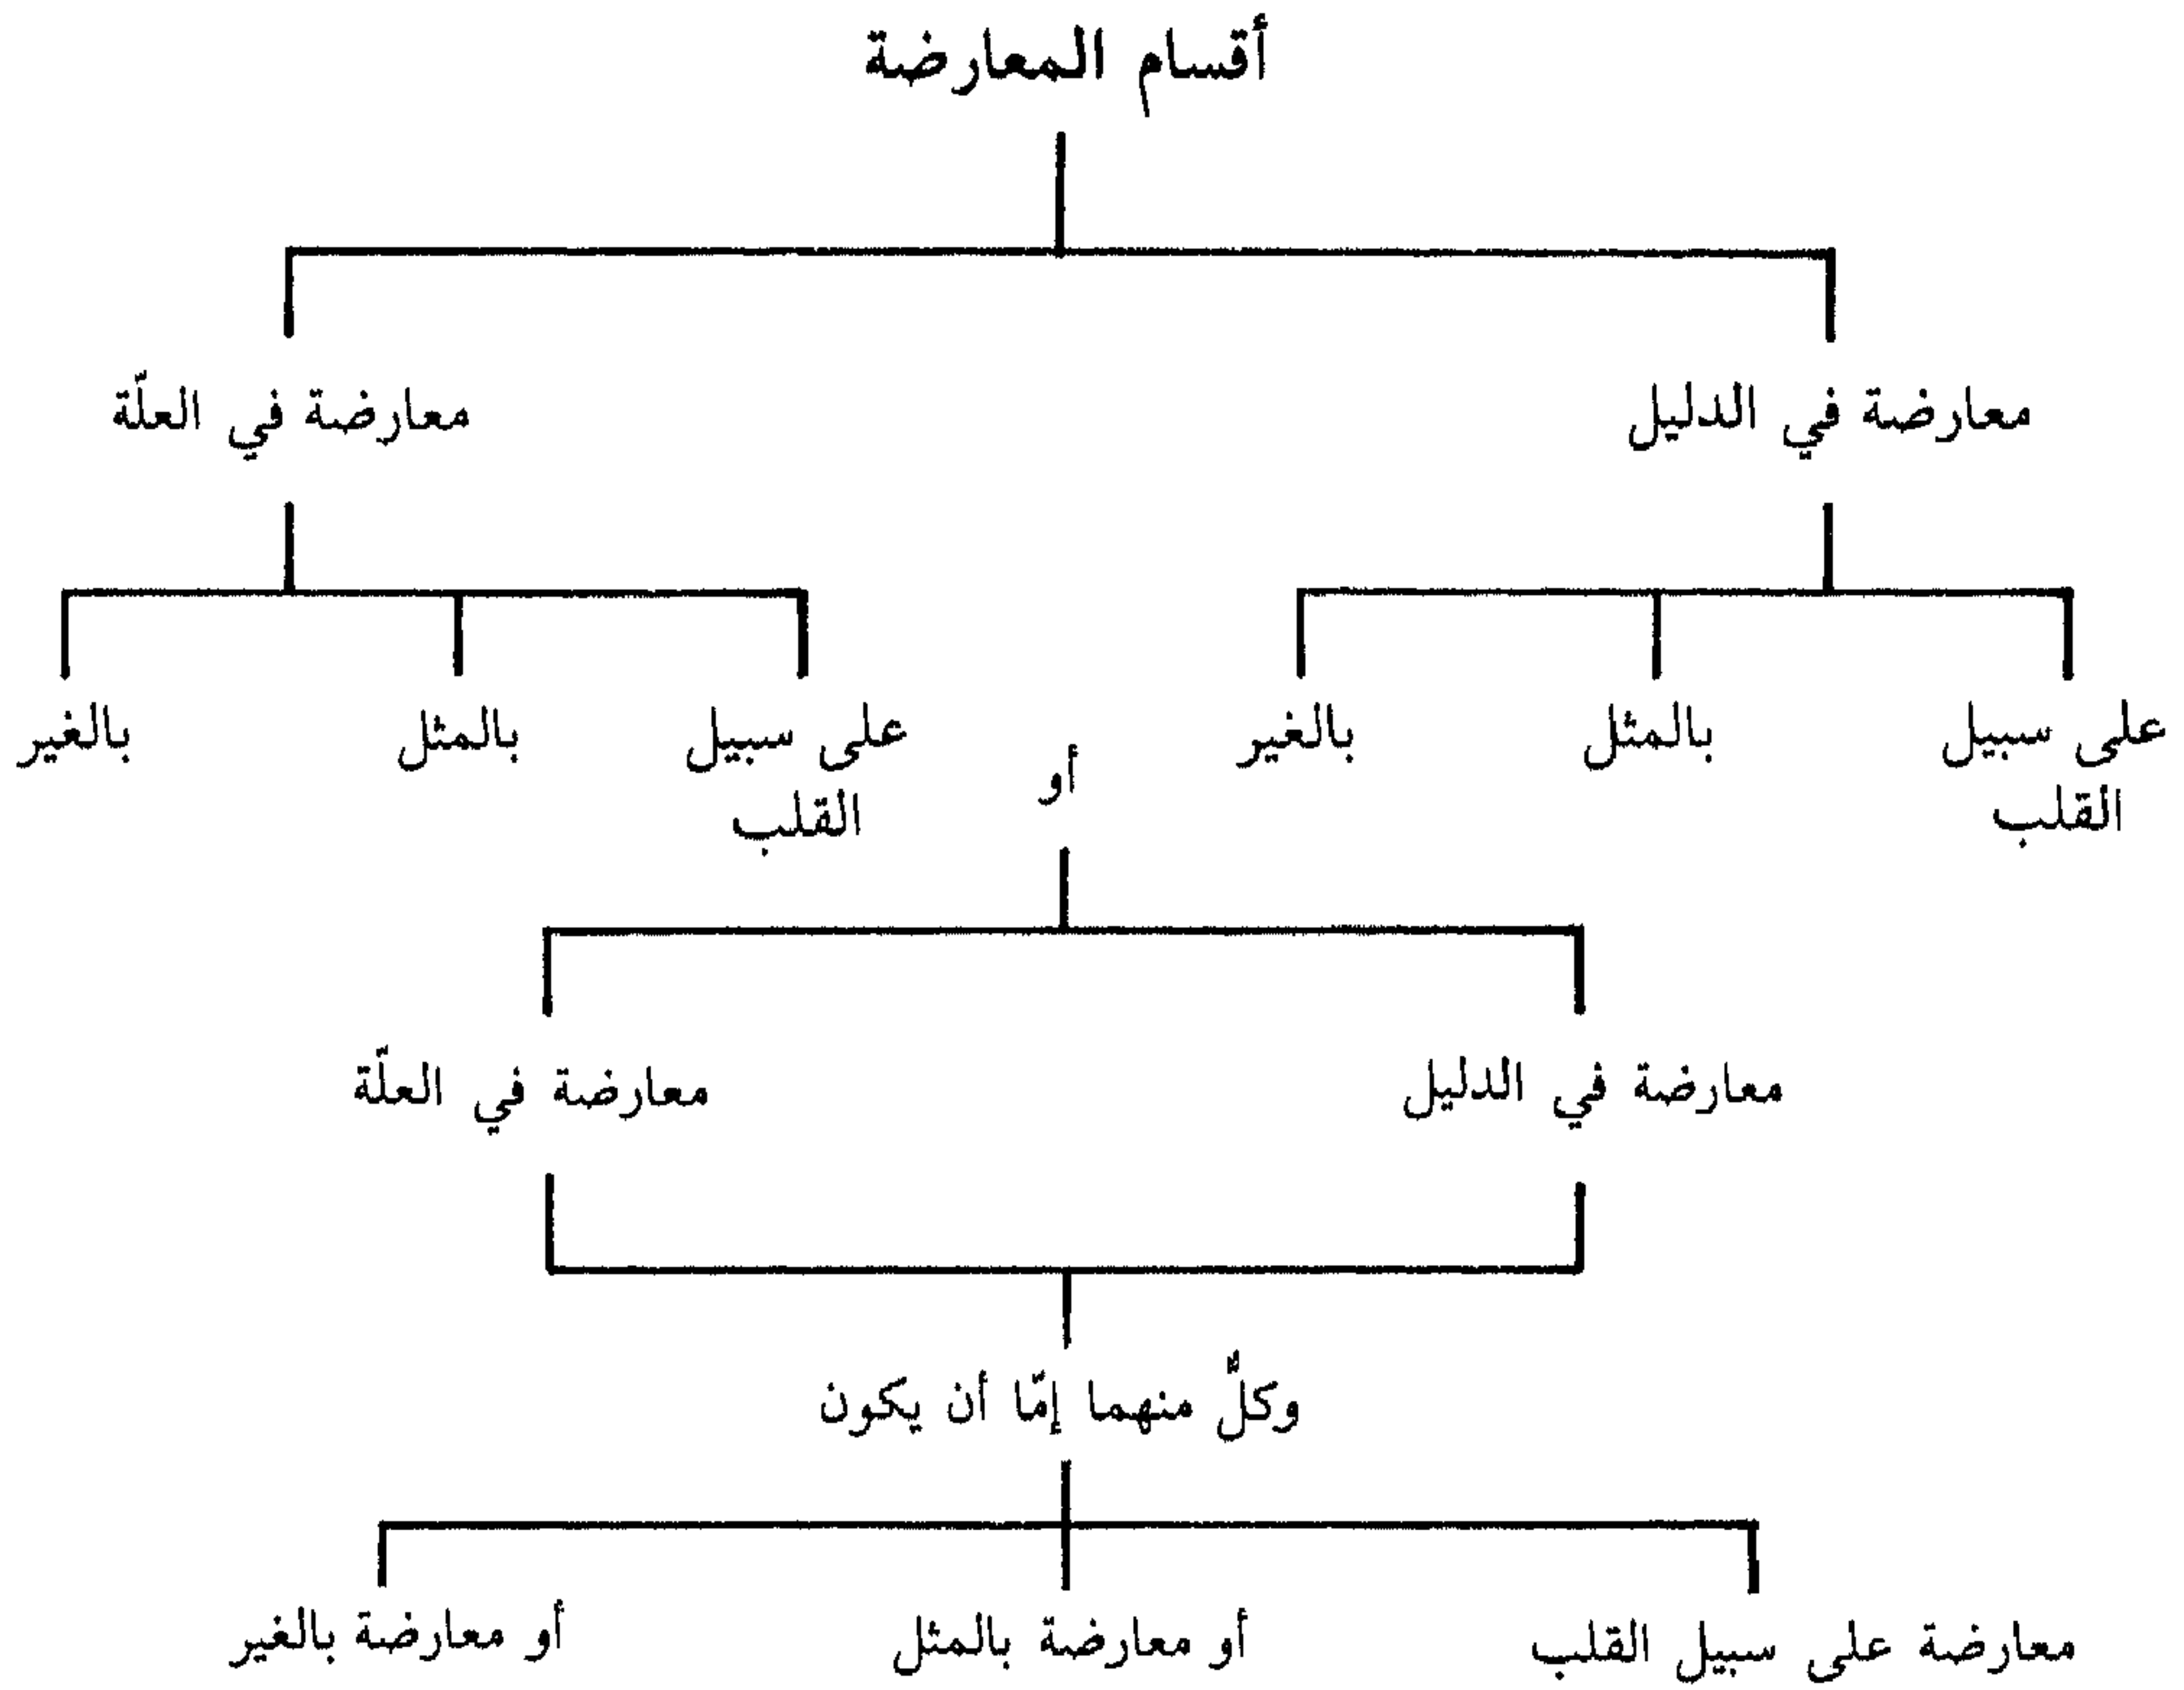 أقسام المعارضة
معارضة في الدليل
معارضة في العلّة
على سبيل
القلب
بالمثل
بالغير
على سبيل
القلب
بالمثل
بالغير
أو
معارضة في الدليل
معارضة في العلّة
وكلٌّ منهما إمّا أن يكون
معارضة على سبيل القلب
أو معارضة بالمثل
أو معارضة بالغير